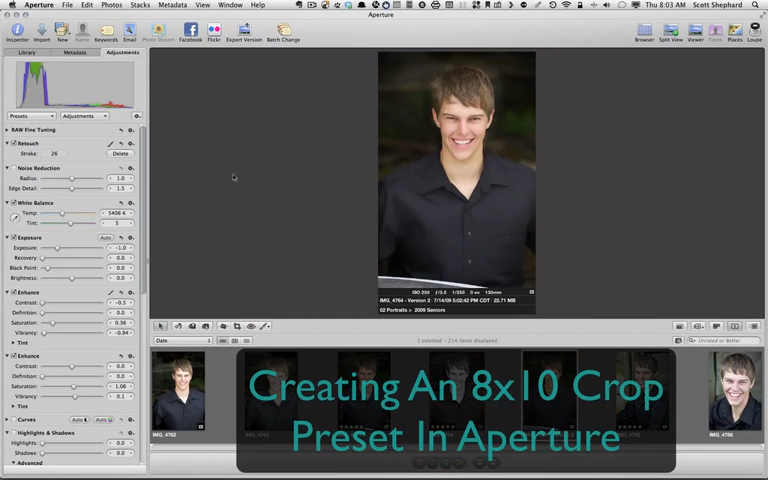 Aperture File Edit Photos Stacks Metadata View Window Help Thu 8:03 AM Scott Shephard
Aperture
Inspector Import New Name Keywords Email Photo Stream Facebook Flickr Export Version Batch Change Browser Split View Viewer Faces Places Loupe
Library Metadata Adjustments
Presets Adjustments
RAW Fine Tuning
Retouch
Stroke: 26 Delete
Noise Reduction
Radius: 1.0
Edge Detail: 1.5
White Balance
Temp: 5406 K
Tint: 5
Exposure Auto
Exposure: -1.0
Recovery: 0.0
Black Point: 0.0
Brightness: 0.0
Enhance
Contrast: -0.5
Definition: 0.0
Saturation: 0.36
Vibrancy: -0.94
Tint
Enhance
Contrast: 0.0
Definition: 0.0
Saturation: 1.06
Vibrancy: 0.1
Tint
Curves Auto Auto
Highlights & Shadows
Highlights: 0.0
Shadows: 0.0
Advanced
ISO 250 ƒ/3.5 1/250 0 ev 130mm
IMG_4764 - Version 2 7/14/09 5:02:42 PM CDT 22.71 MB
02 Portraits > 2009 Seniors
Date 1 selected - 214 items displayed Unrated or Better
IMG_4762
IMG_4766
Creating An 8x10 Crop
Preset In Aperture